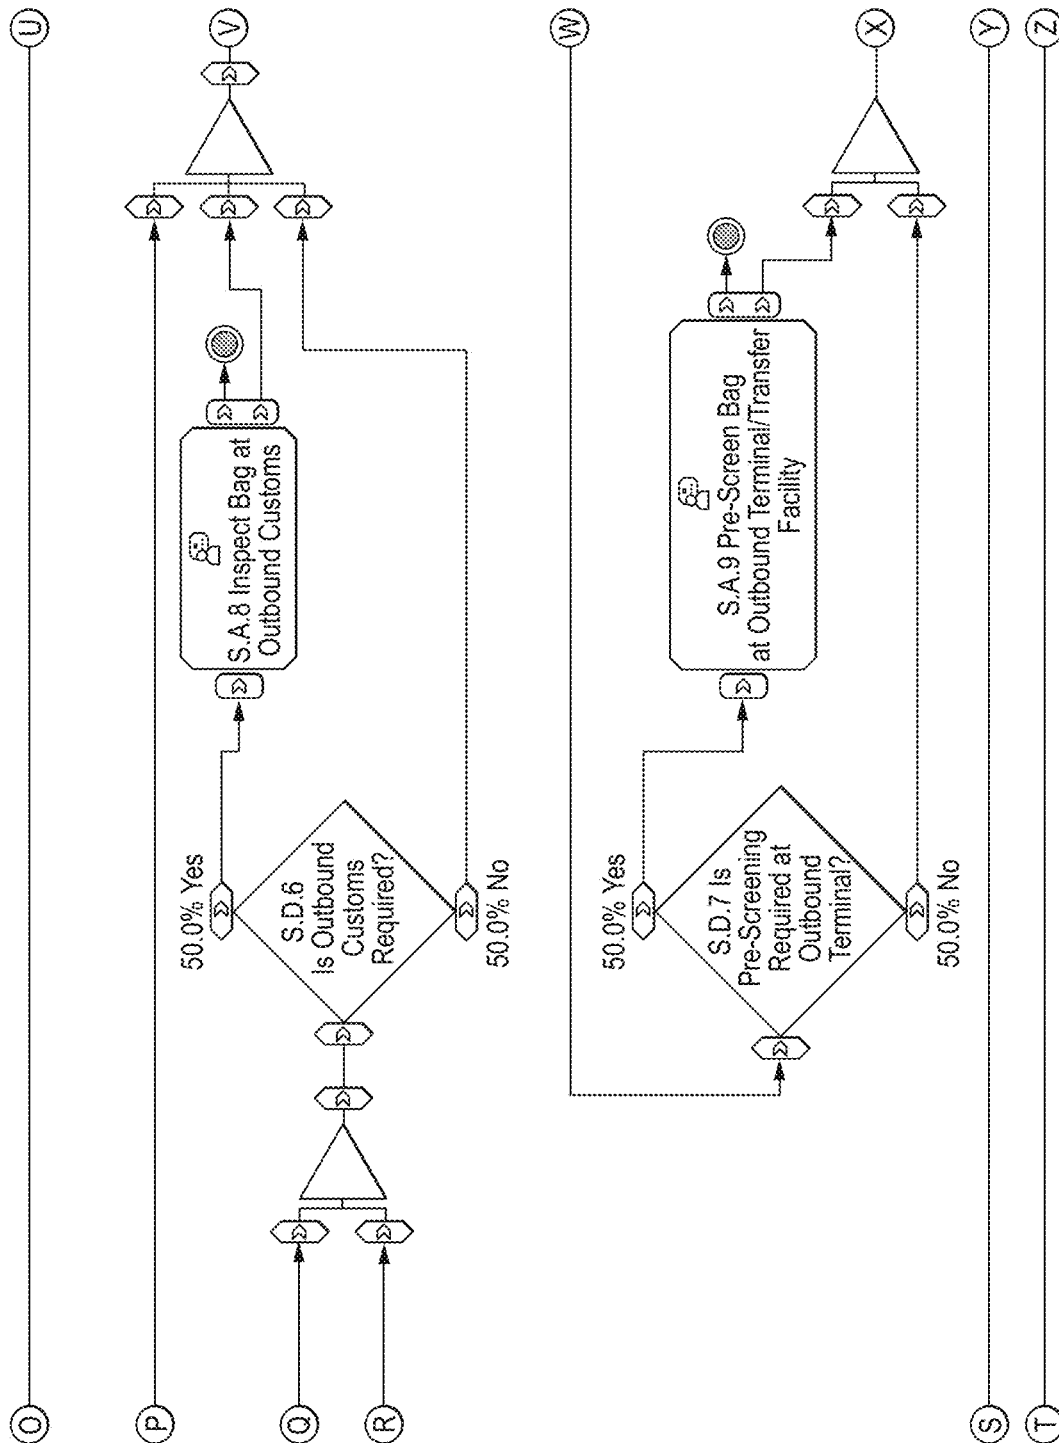 U
V
W
X
Y
Z
S.A.8 Inspect Bag at
Outbound Customs
S.A.9 Pre-Screen Bag
at Outbound Terminal/Transfer
Facility
50.0% Yes
S.D.6
Is Outbound
Customs
Required?
50.0% No
50.0% Yes
S.D.7 Is
Pre-Screening
Required at
Outbound
Terminal?
50.0% No
O
P
Q
R
S
T